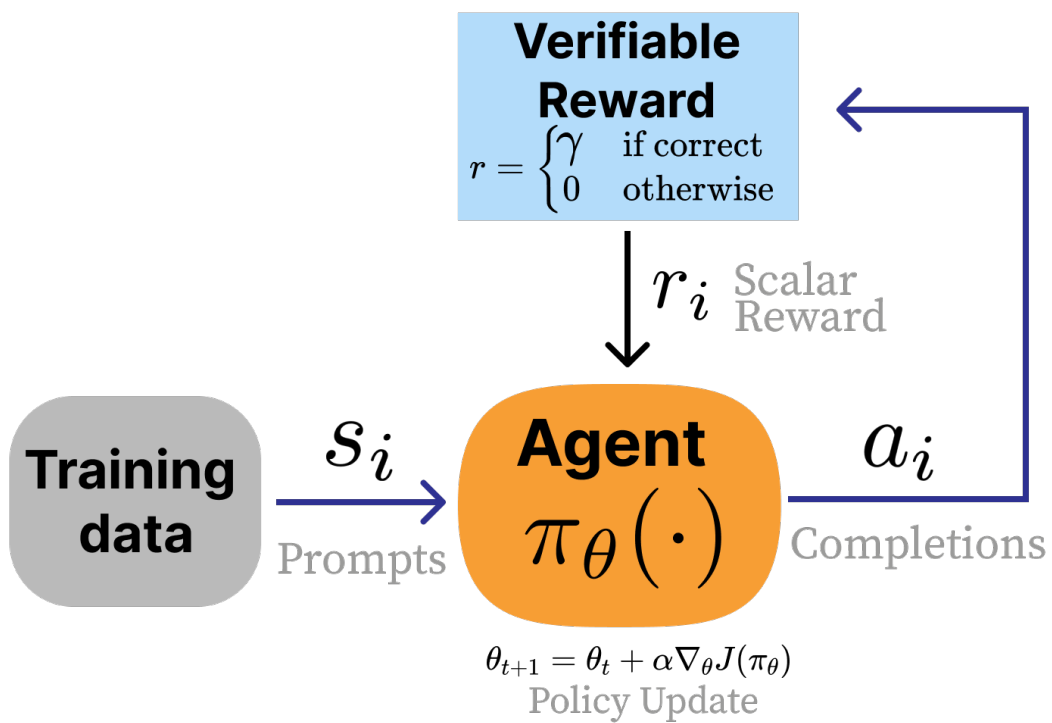 Verifiable
Reward
r = { γ if correct
0 otherwise
r_i Scalar
Reward
Training
data
s_i
Prompts
Agent
π_θ(·)
a_i
Completions
θ_{t+1} = θ_t + α∇_θJ(π_θ)
Policy Update